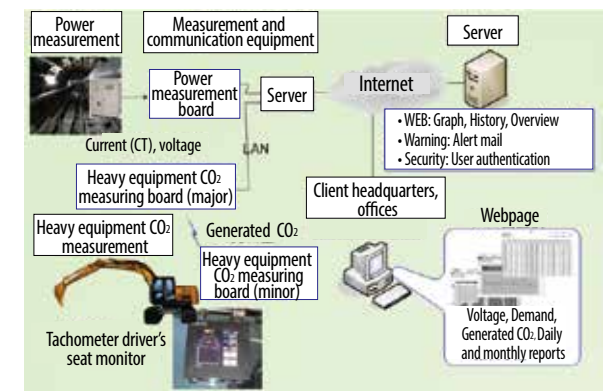 Power
measurement
Measurement and
communication equipment
Server
Power
measurement
board
Server
Internet
Current (CT), voltage
LAN
• WEB: Graph, History, Overview
• Warning: Alert mail
• Security: User authentication
Heavy equipment CO2
measuring board (major)
Client headquarters,
offices
Heavy equipment CO2
measurement
Generated CO2
Heavy equipment
CO2 measuring
board (minor)
Webpage
Tachometer driver's
seat monitor
Voltage, Demand,
Generated CO2, Daily
and monthly reports